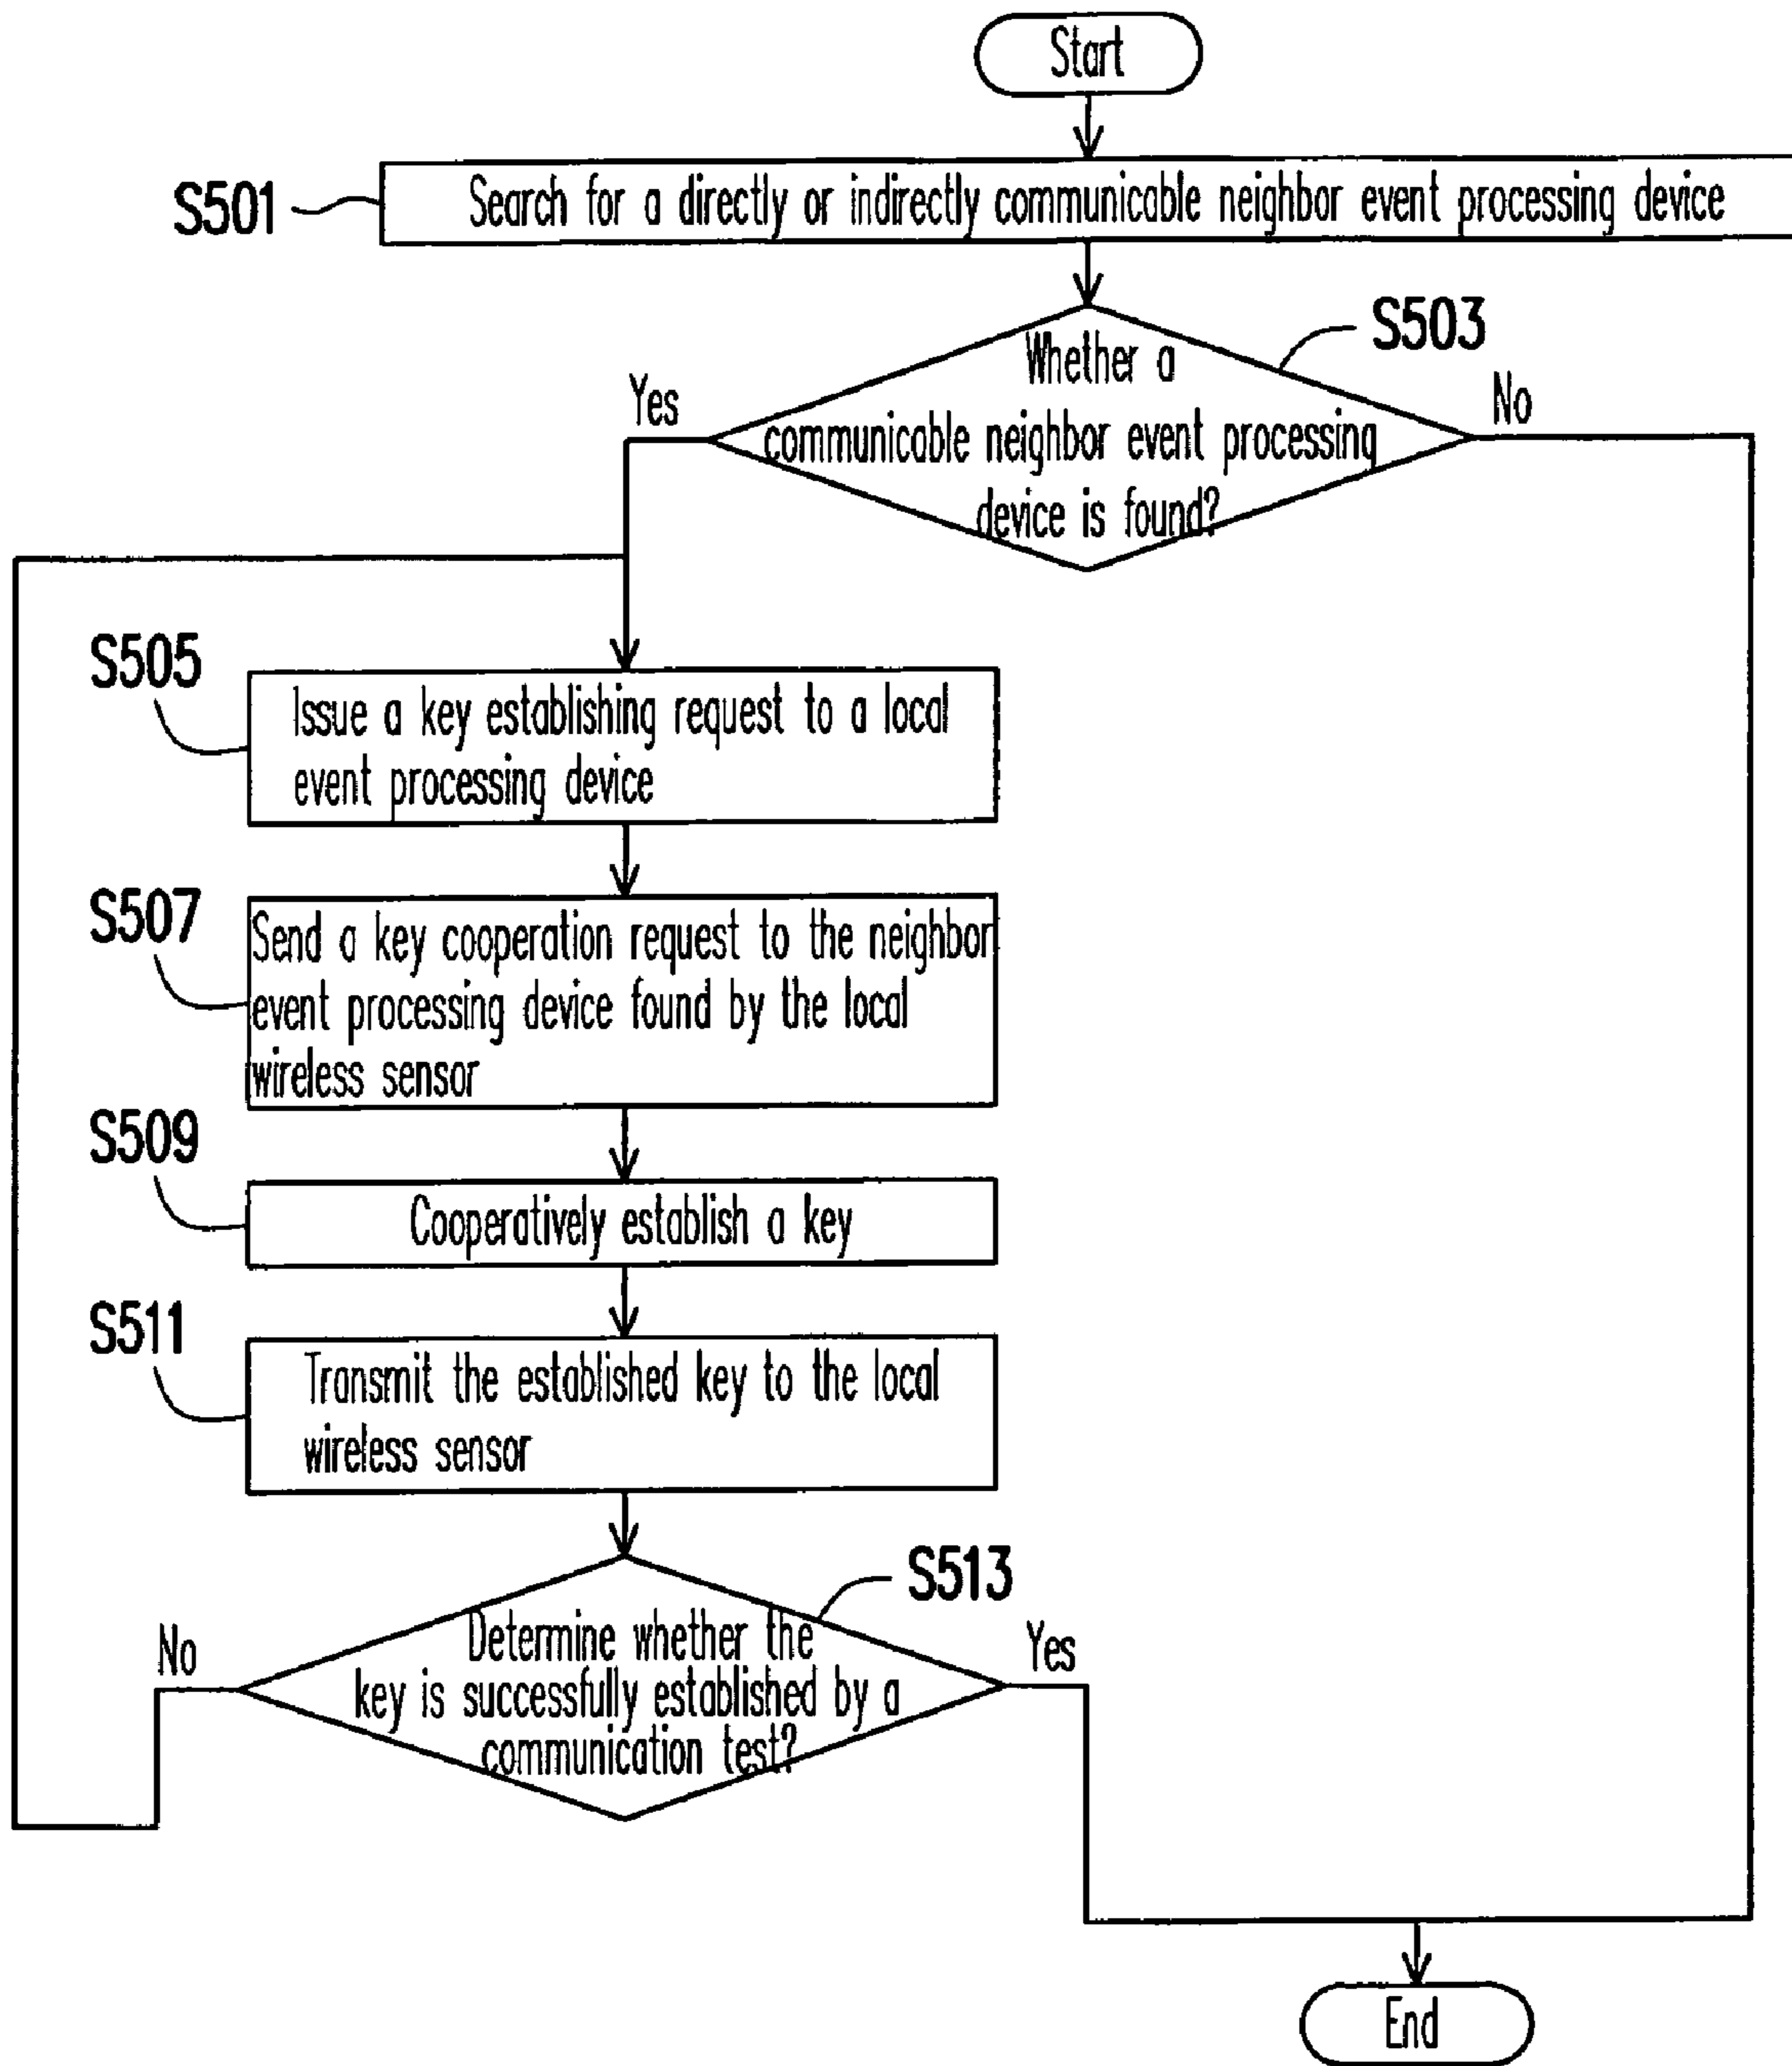 Start
S501
Search for a directly or indirectly communicable neighbor event processing device
S503
Whether a
communicable neighbor event processing
device is found?
Yes
No
S505
Issue a key establishing request to a local
event processing device
S507
Send a key cooperation request to the neighbor
event processing device found by the local
wireless sensor
S509
Cooperatively establish a key
S511
Transmit the established key to the local
wireless sensor
S513
Determine whether the
key is successfully established by a
communication test?
No
Yes
End